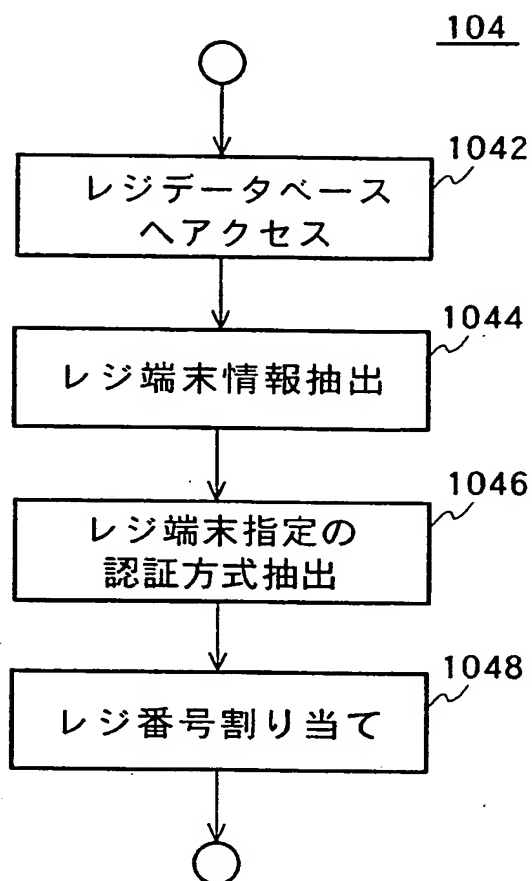 104
1042
レジデータベース
へアクセス
1044
レジ端末情報抽出
1046
レジ端末指定の
認証方式抽出
1048
レジ番号割り当て